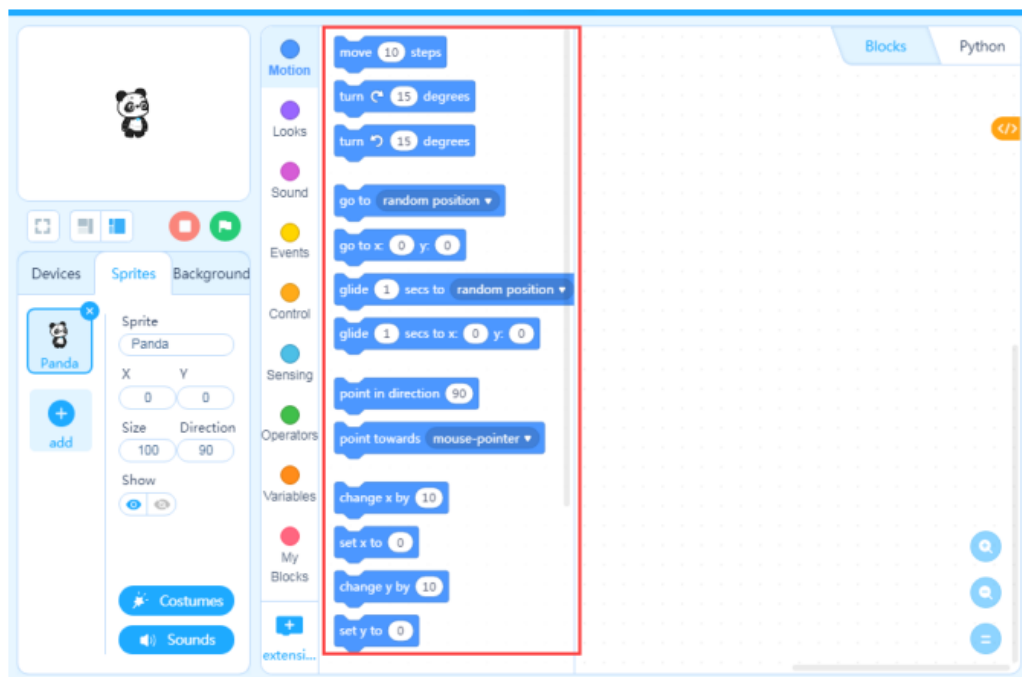 Blocks
Python
</>
Devices
Sprites
Background
Panda
add
Sprite
Panda
X Y
0 0
Size Direction
100 90
Show
Costumes
Sounds
Motion
Looks
Sound
Events
Control
Sensing
Operators
Variables
My
Blocks
extensi...
move 10 steps
turn 15 degrees
turn 15 degrees
go to random position
go to x: 0 y: 0
glide 1 secs to random position
glide 1 secs to x: 0 y: 0
point in direction 90
point towards mouse-pointer
change x by 10
set x to 0
change y by 10
set y to 0